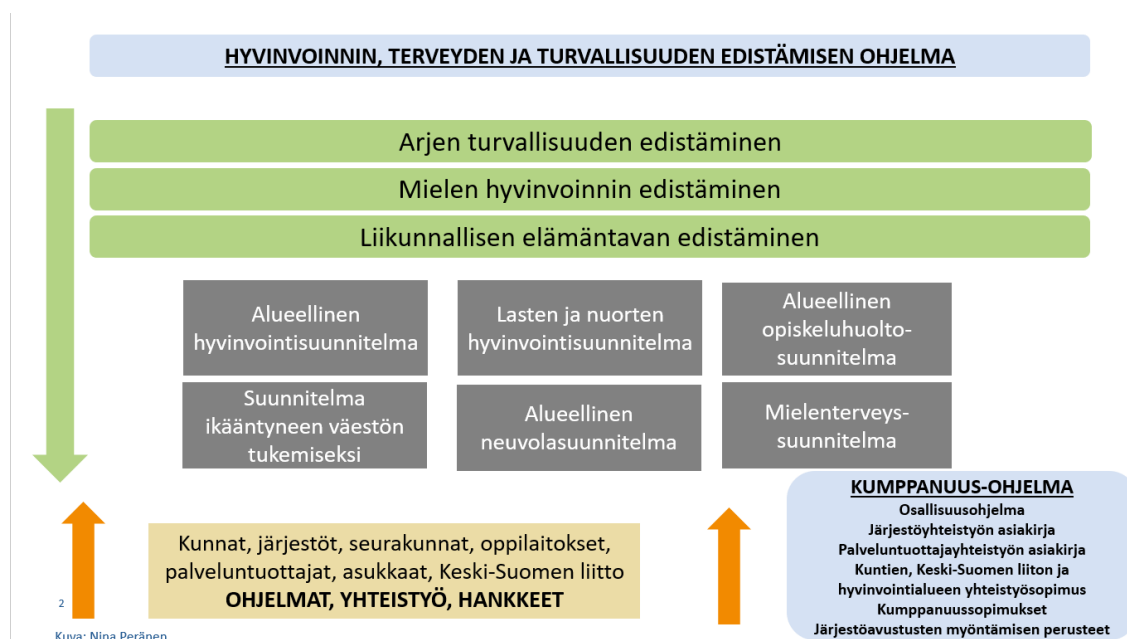 HYVINVOINNIN, TERVEYDEN JA TURVALLISUUDEN EDISTÄMISEN OHJELMA
Arjen turvallisuuden edistäminen
Mielen hyvinvoinnin edistäminen
Liikunnallisen elämäntavan edistäminen
Alueellinen
hyvinvointisuunnitelma
Lasten ja nuorten
hyvinvointisuunnitelma
Alueellinen
opiskeluhuolto-
suunnitelma
Suunnitelma
ikääntyneen väestön
tukemiseksi
Alueellinen
neuvolasuunnitelma
Mielenterveys-
suunnitelma
Kunnat, järjestöt, seurakunnat, oppilaitokset,
palveluntuottajat, asukkaat, Keski-Suomen liitto
OHJELMAT, YHTEISTYÖ, HANKKEET
KUMPPANUUS-OHJELMA
Osallisuusohjelma
Järjestöyhteistyön asiakirja
Palveluntuottajayhteistyön asiakirja
Kuntien, Keski-Suomen liiton ja
hyvinvointialueen yhteistyösopimus
Kumppanuussopimukset
Järjestöavustusten myöntämisen perusteet
2
Kuva: Nina Peränen